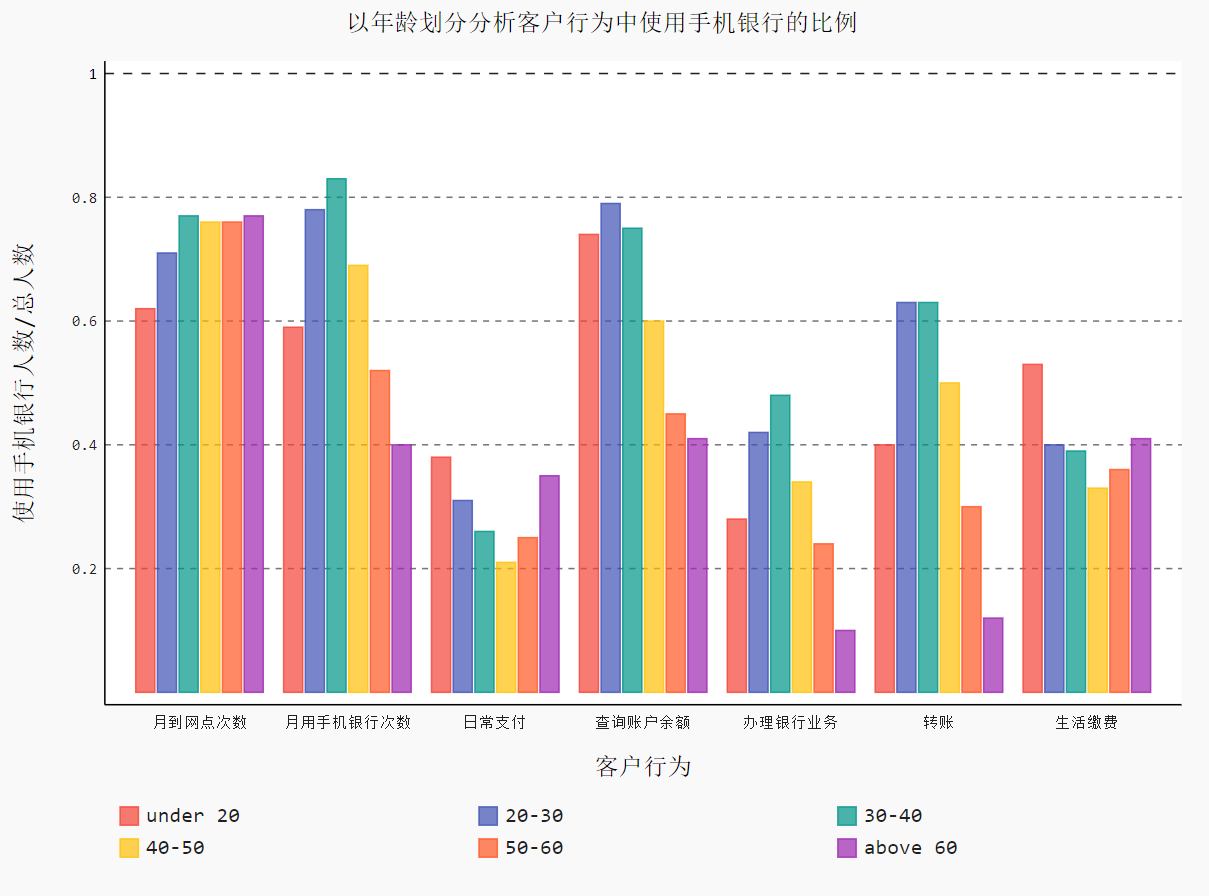 以年龄划分分析客户行为中使用手机银行的比例
使用手机银行人数/总人数
1
0.8
0.6
0.4
0.2
月到网点次数 月用手机银行次数 日常支付 查询账户余额 办理银行业务 转账 生活缴费
客户行为
under 20 20-30 30-40
40-50 50-60 above 60